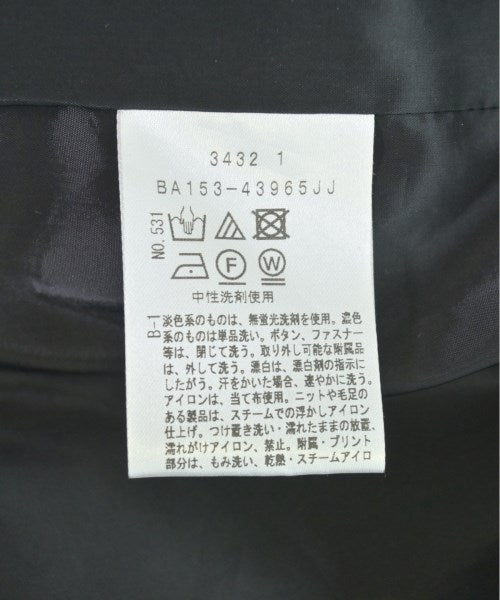 3432 1
BA153-43965JJ
NO.531
F W
中性洗剤使用
B-1
淡色系のものは、無蛍光洗剤を使用。濃色
系のものは単品洗い。ボタン、ファスナー
等は、閉じて洗う。取り外し可能な附属品
は、外して洗う。漂白は、漂白剤の指示に
したがう。汗をかいた場合、速やかに洗う。
アイロンは、当て布使用。ニットや毛足の
ある製品は、スチームでの浮かしアイロン
仕上げ。つけ置き洗い・濡れたままの放置、
濡れがけアイロン、禁止。附属・プリント
部分は、もみ洗い、乾熱・スチームアイロ